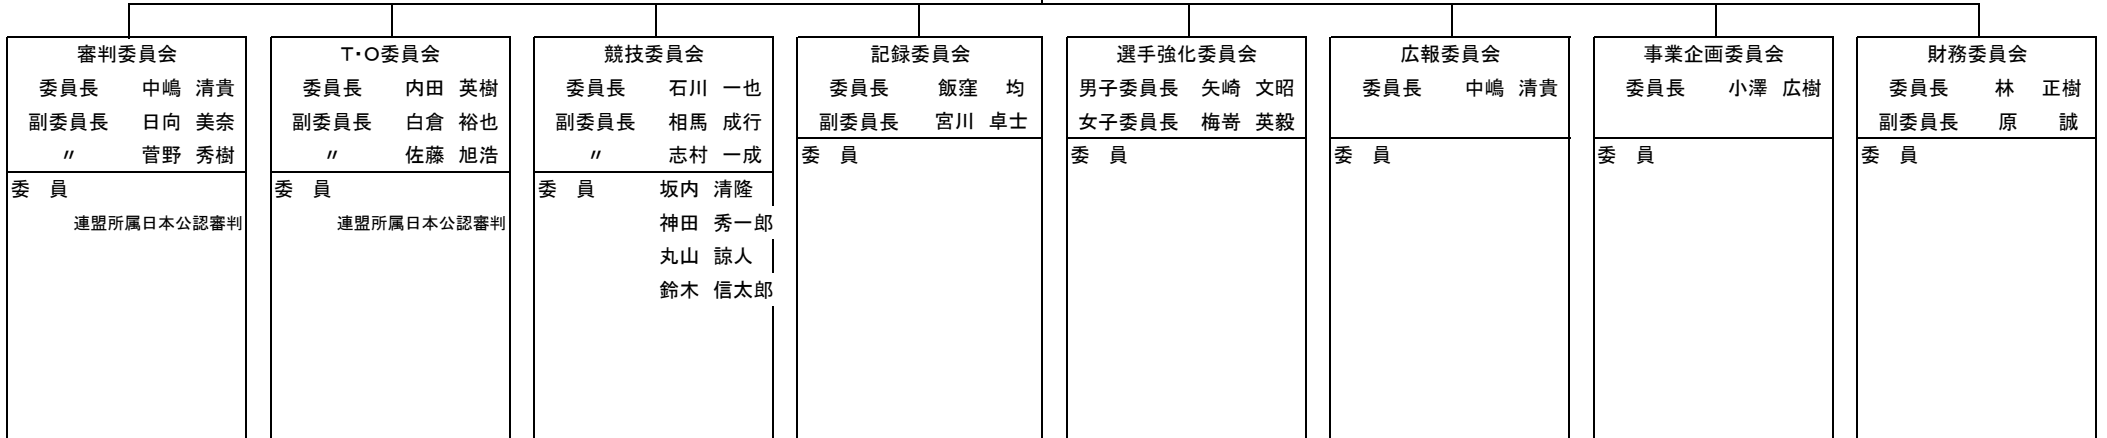 審判委員会
委員長 中嶋 清貴
副委員長 日向 美奈
〃 菅野 秀樹
委 員
連盟所属日本公認審判
T・O委員会
委員長 内田 英樹
副委員長 白倉 裕也
〃 佐藤 旭浩
委 員
連盟所属日本公認審判
競技委員会
委員長 石川 一也
副委員長 相馬 成行
〃 志村 一成
委 員 坂内 清隆
神田 秀一郎
丸山 諒人
鈴木 信太郎
記録委員会
委員長 飯窪 均
副委員長 宮川 卓士
委 員
選手強化委員会
男子委員長 矢崎 文昭
女子委員長 梅嵜 英毅
委 員
広報委員会
委員長 中嶋 清貴
委 員
事業企画委員会
委員長 小澤 広樹
委 員
財務委員会
委員長 林 正樹
副委員長 原 誠
委 員